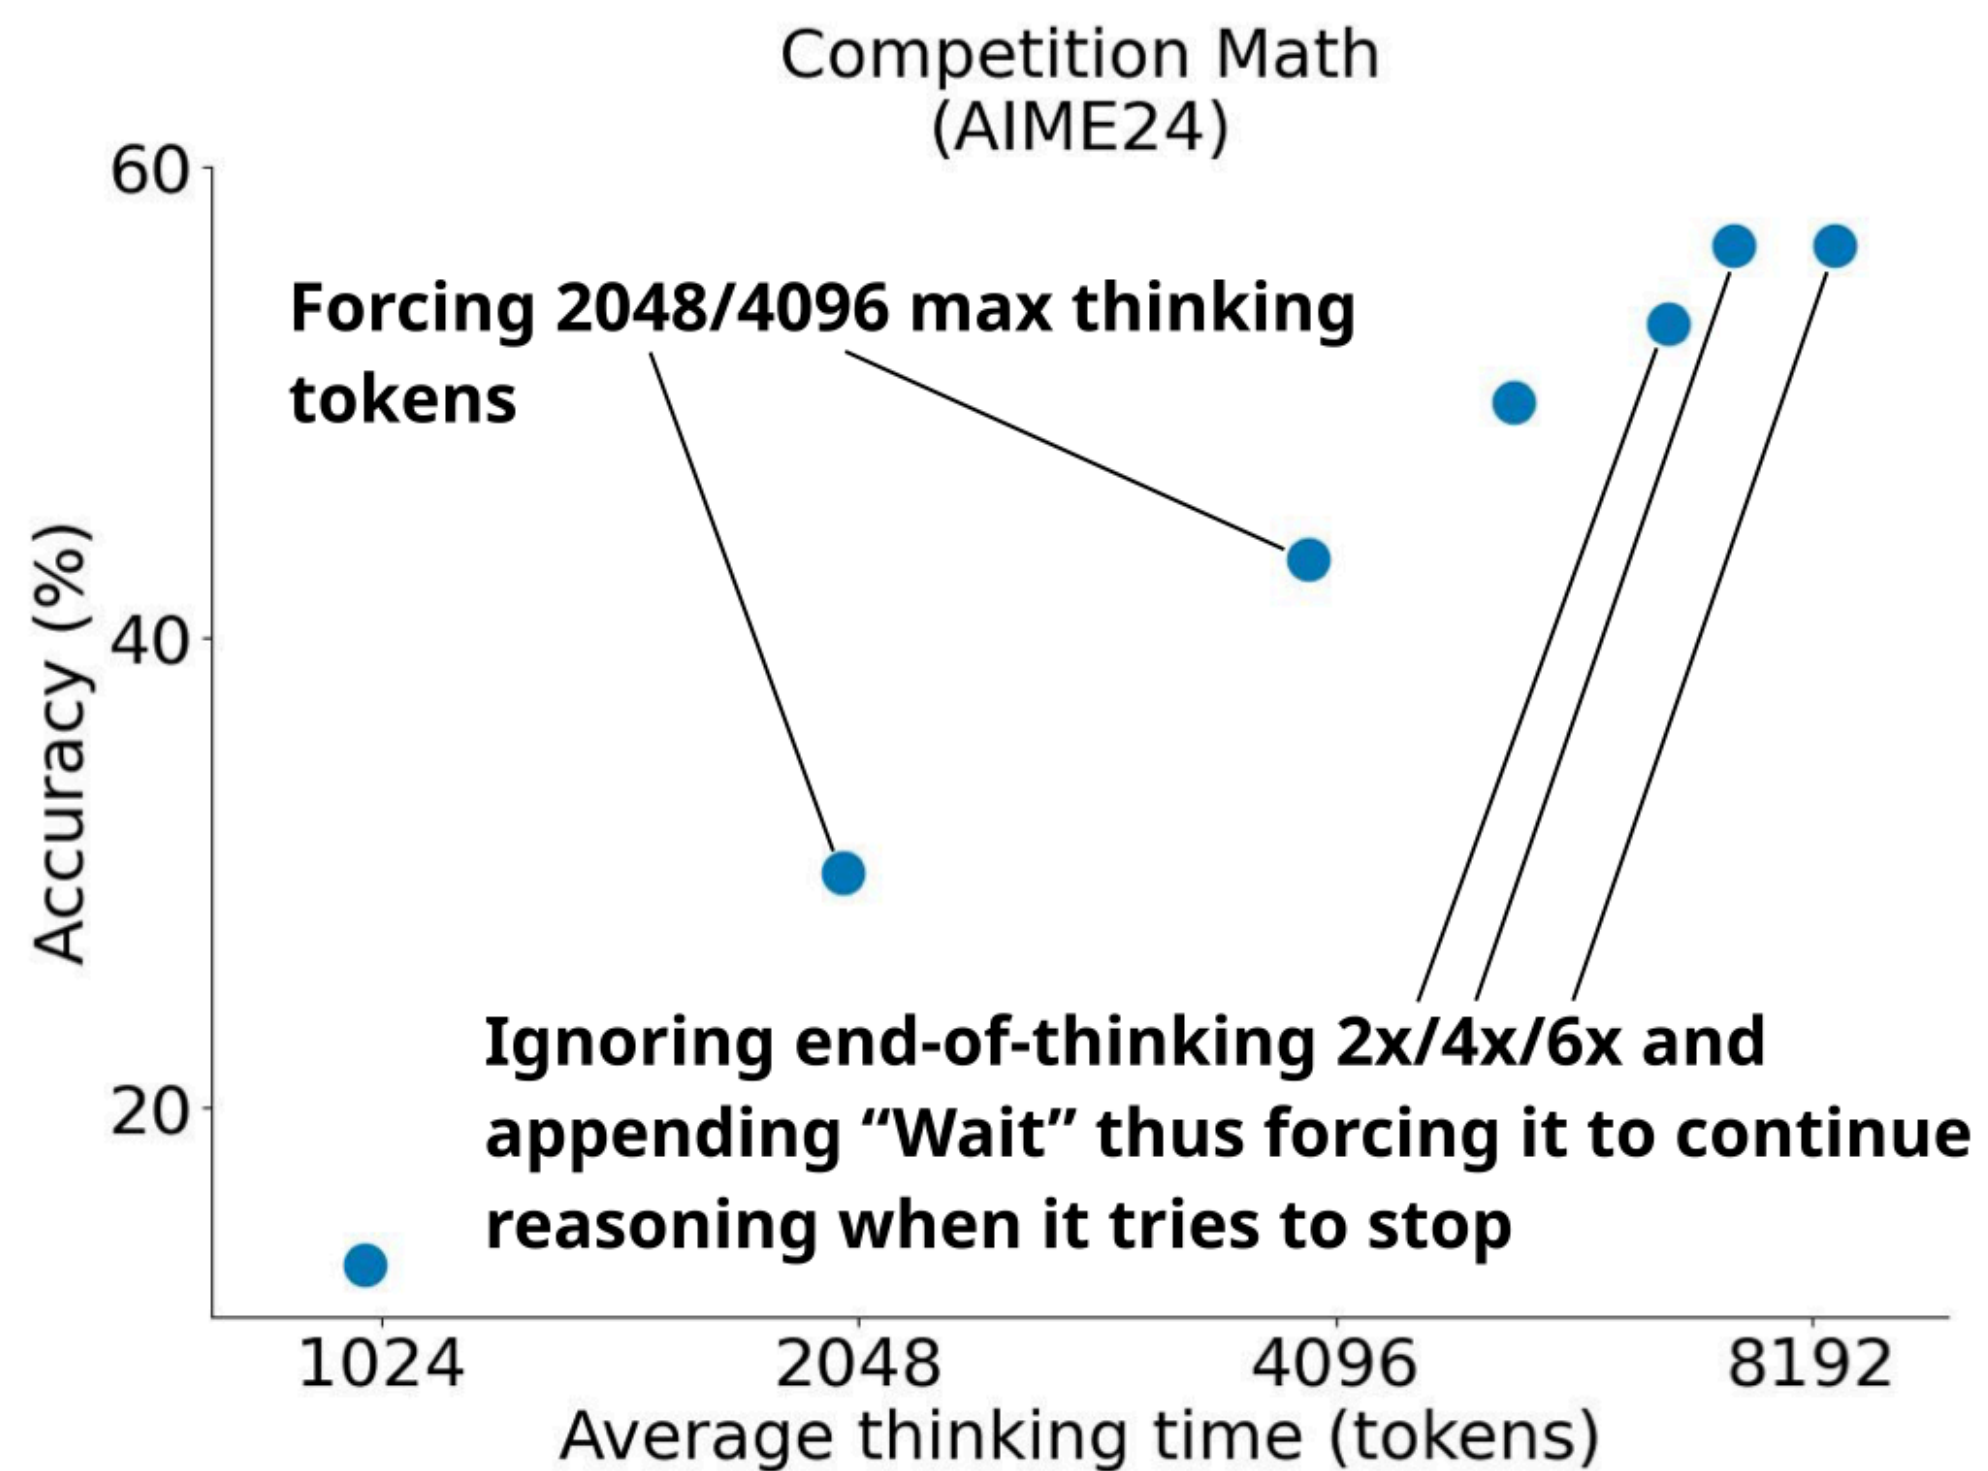 Competition Math
(AIME24)
60
Forcing 2048/4096 max thinking
tokens
40
Accuracy (%)
20
Ignoring end-of-thinking 2x/4x/6x and
appending “Wait” thus forcing it to continue
reasoning when it tries to stop
1024 2048 4096 8192
Average thinking time (tokens)